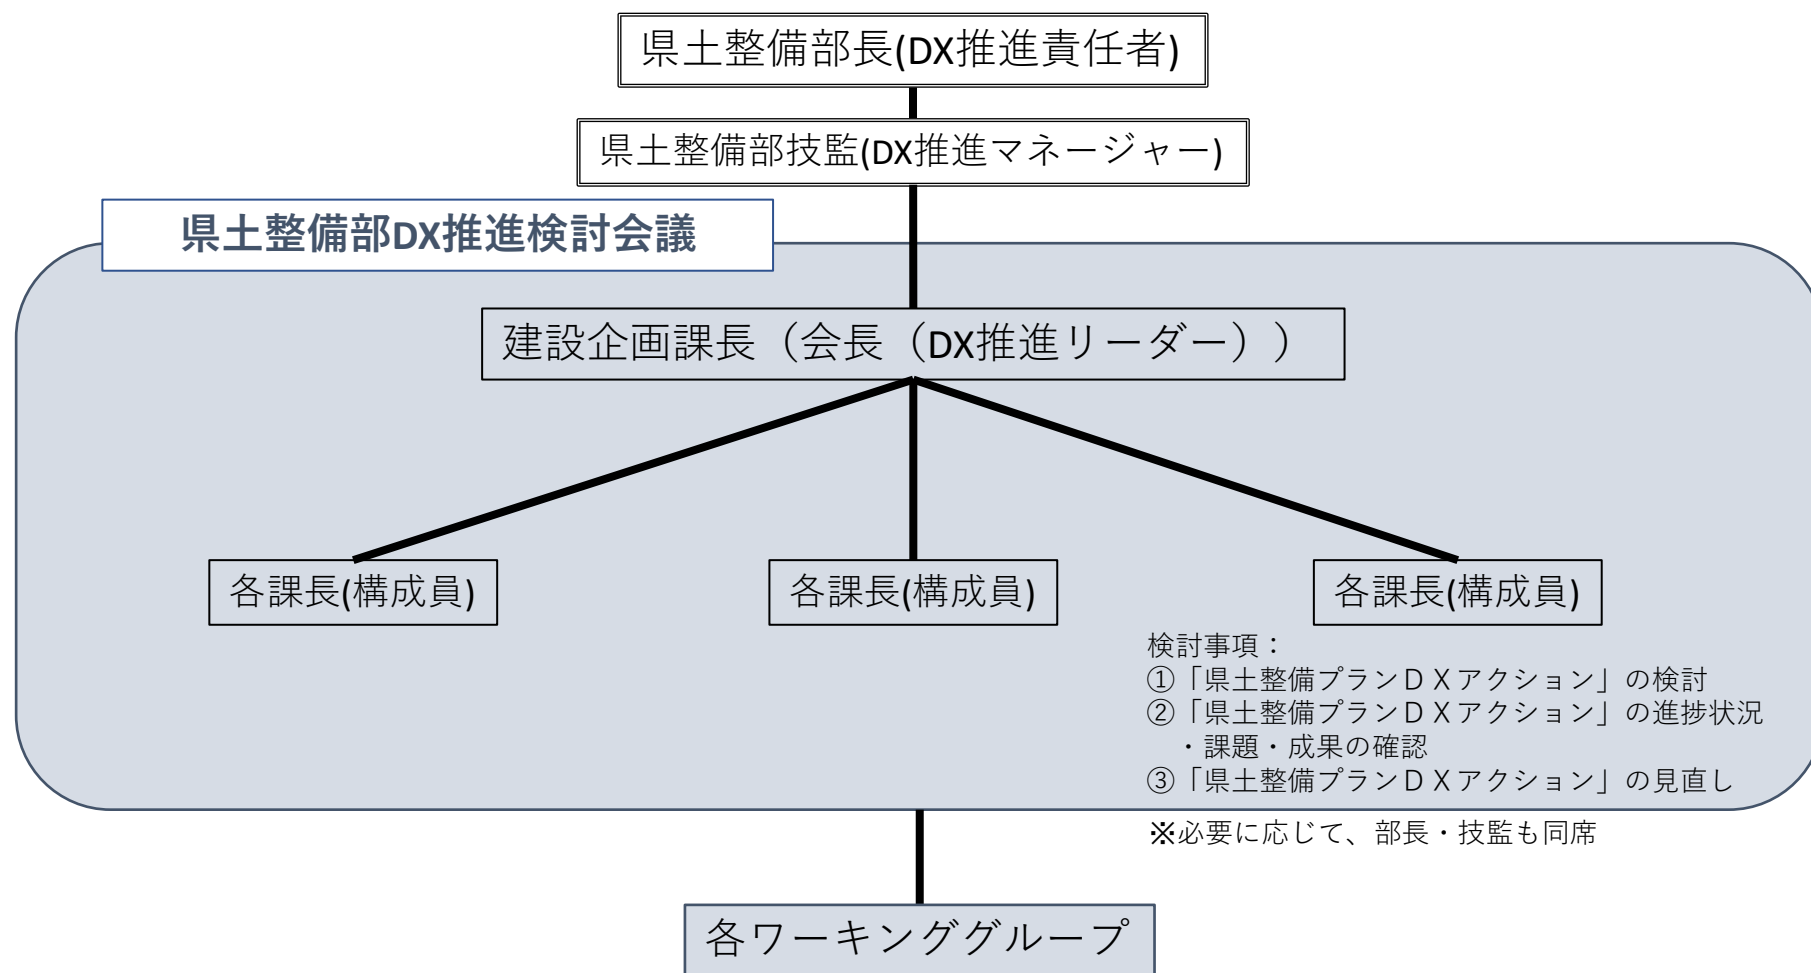 県土整備部長(DX推進責任者)
県土整備部技監(DX推進マネージャー)
県土整備部DX推進検討会議
建設企画課長（会長（DX推進リーダー））
各課長(構成員)
各課長(構成員)
各課長(構成員)
検討事項：
①「県土整備プランＤＸアクション」の検討
②「県土整備プランＤＸアクション」の進捗状況
・課題・成果の確認
③「県土整備プランＤＸアクション」の見直し
※必要に応じて、部長・技監も同席
各ワーキンググループ